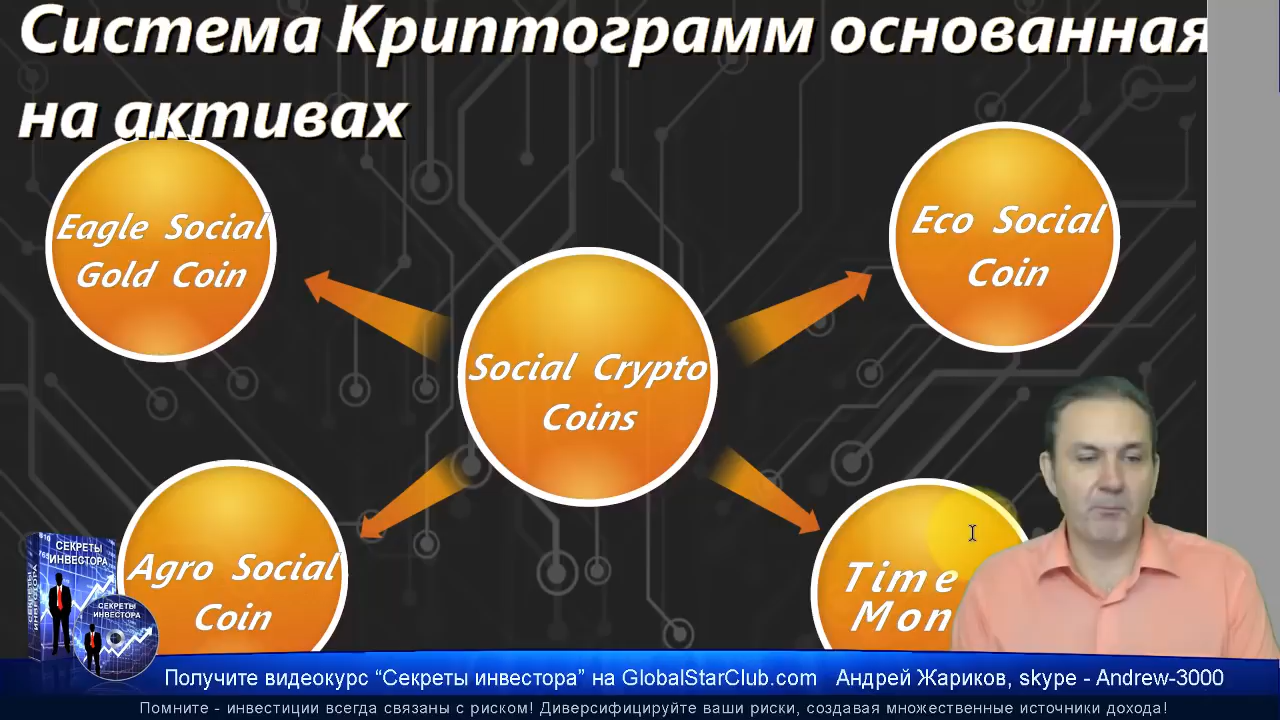 Система Криптограмм основанная
на активах
Eagle Social
Gold Coin
Eco Social
Coin
Social Crypto
Coins
Agro Social
Coin
Time
Mon
СЕКРЕТЫ
ИНВЕСТОРА
СЕКРЕТЫ
ИНВЕСТОРА
Получите видеокурс “Секреты инвестора” на GlobalStarClub.com Андрей Жариков, skype - Andrew-3000
Помните - инвестиции всегда связаны с риском! Диверсифицируйте ваши риски, создавая множественные источники дохода!